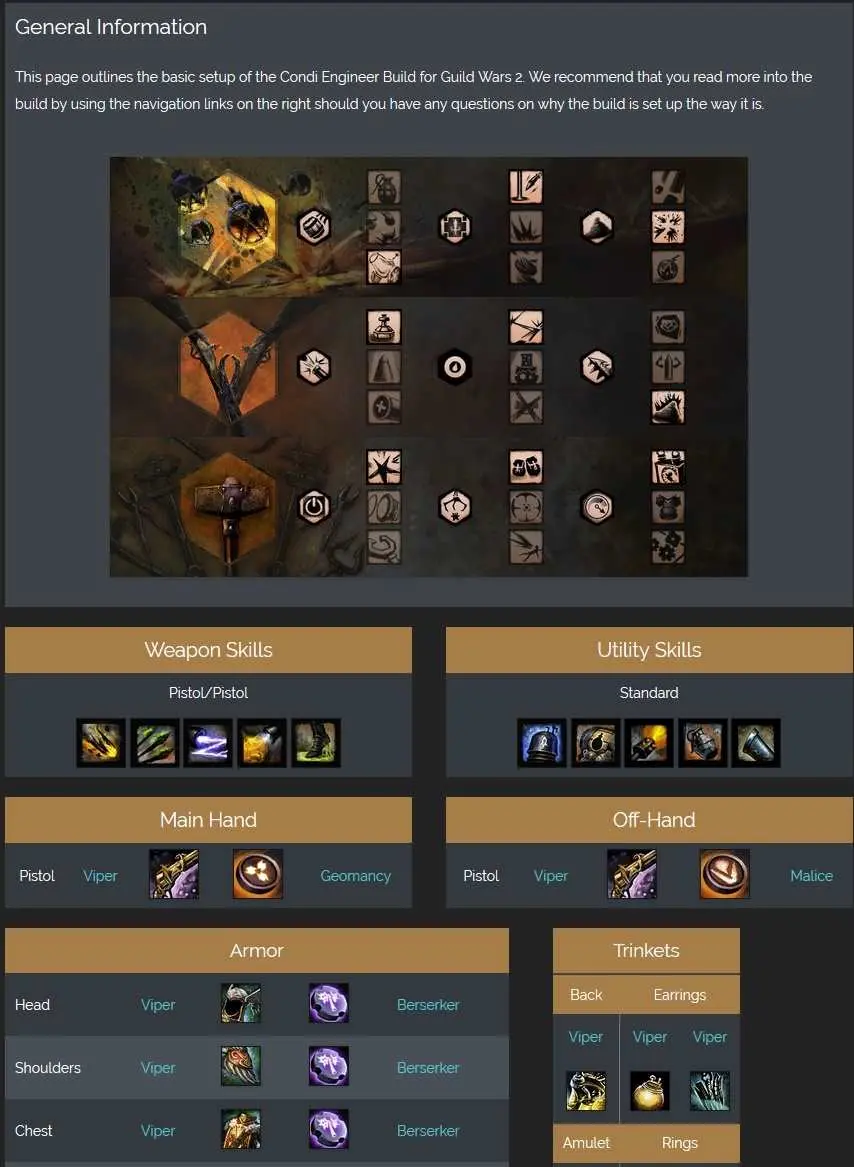 General Information
This page outlines the basic setup of the Condi Engineer Build for Guild Wars 2. We recommend that you read more into the
build by using the navigation links on the right should you have any questions on why the build is set up the way it is.
Weapon Skills
Pistol/Pistol
Utility Skills
Standard
Main Hand
Pistol Viper Geomancy
Off-Hand
Pistol Viper Malice
Armor
Head Viper Berserker
Shoulders Viper Berserker
Chest Viper Berserker
Trinkets
Back Earrings
Viper Viper Viper
Amulet Rings